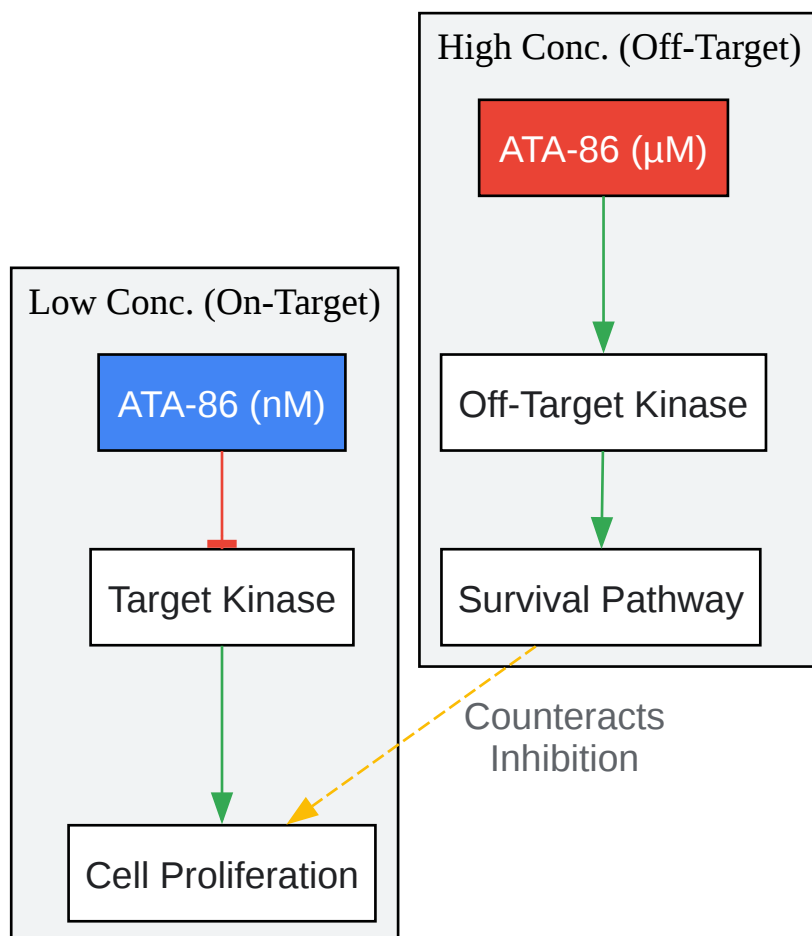 High Conc. (Off-Target)
ATA-86 (µM)
Off-Target Kinase
Survival Pathway
Low Conc. (On-Target)
ATA-86 (nM)
Target Kinase
Counteracts
Inhibition
Cell Proliferation